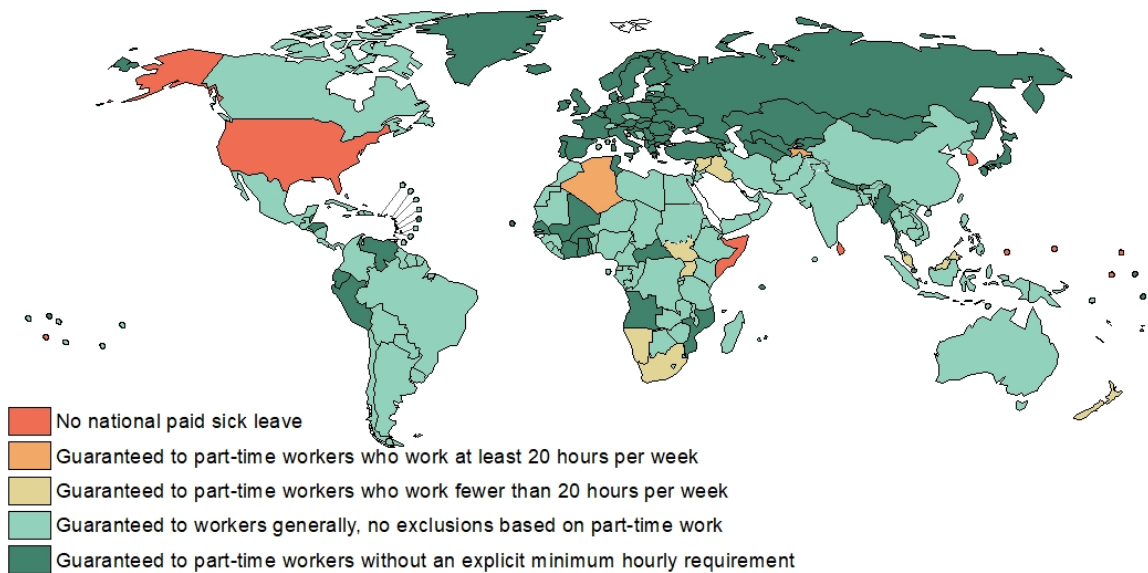 No national paid sick leave
Guaranteed to part-time workers who work at least 20 hours per week
Guaranteed to part-time workers who work fewer than 20 hours per week
Guaranteed to workers generally, no exclusions based on part-time work
Guaranteed to part-time workers without an explicit minimum hourly requirement